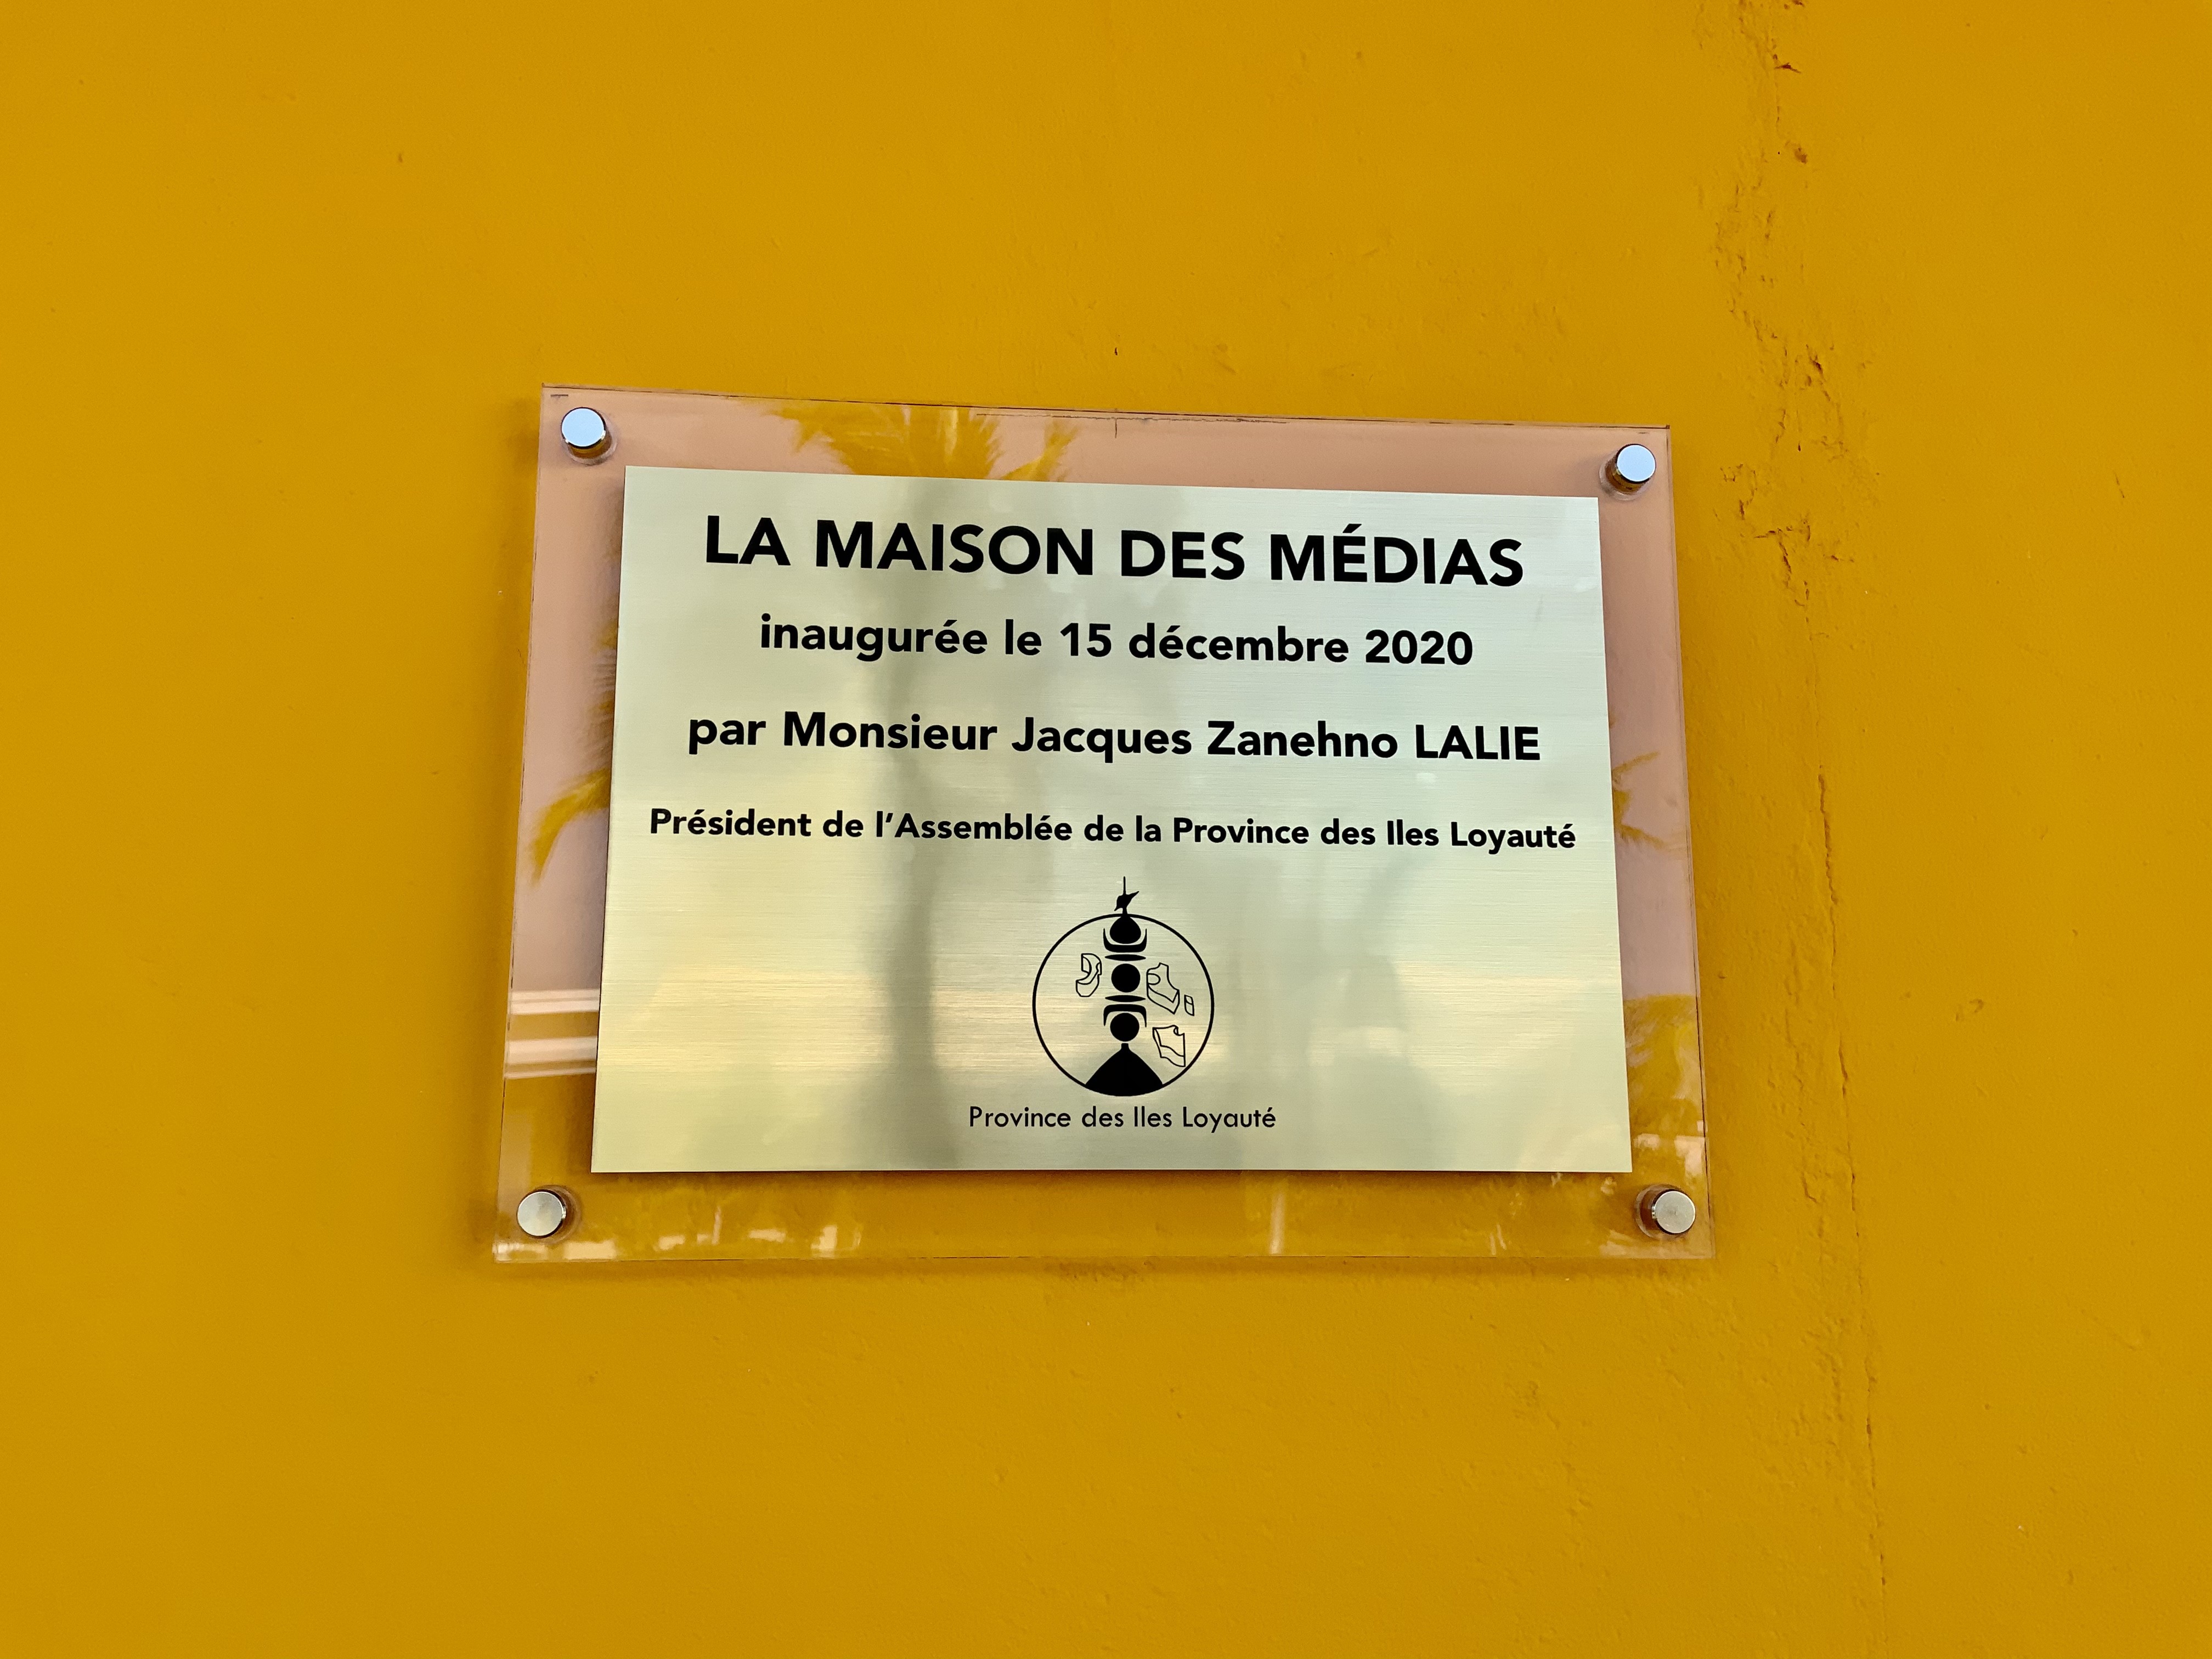 LA MAISON DES MÉDIAS
inaugurée le 15 décembre 2020
par Monsieur Jacques Zanehno LALIE
Président de l'Assemblée de la Province des Iles Loyauté
Province des Iles Loyauté